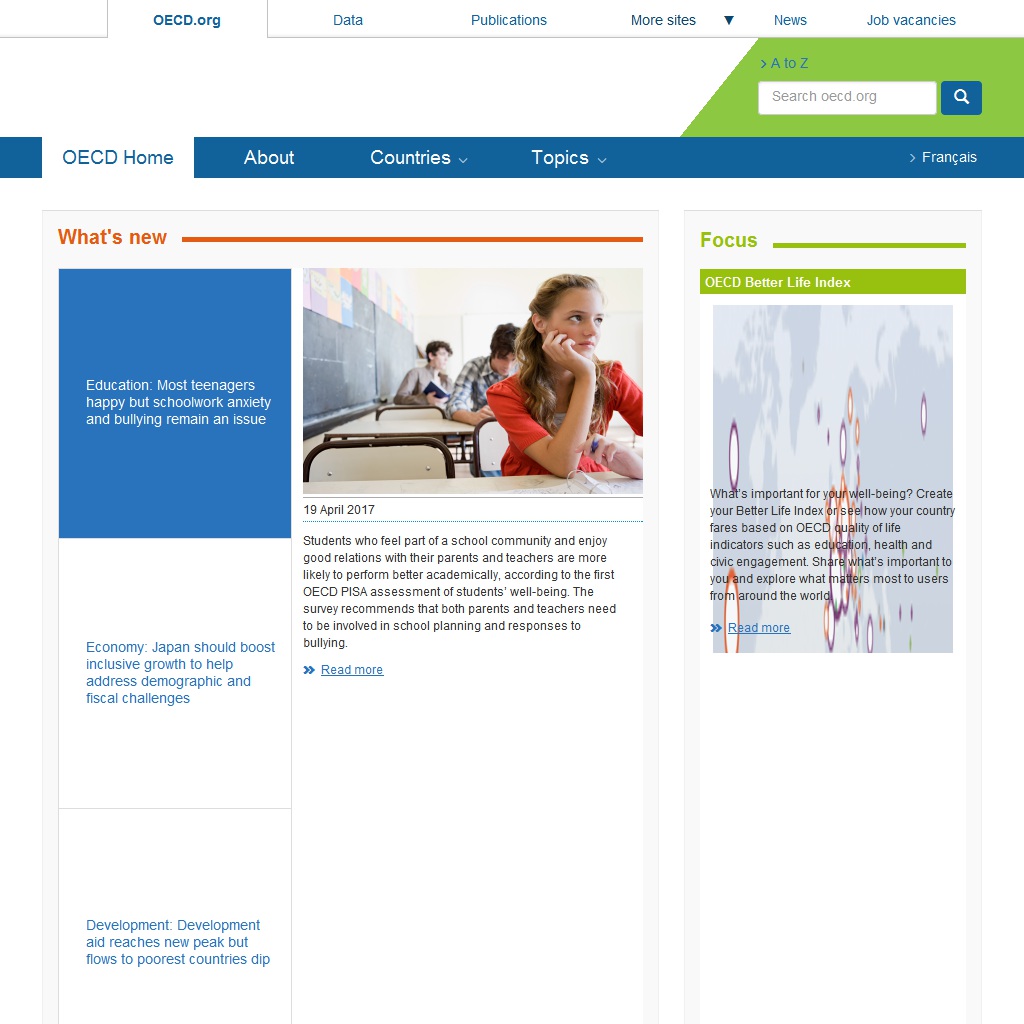 OECD.org
Data
Publications
More sites ▼
News
Job vacancies
A to Z
Search oecd.org
OECD Home
About
Countries
Topics
Français
What's new
Education: Most teenagers
happy but schoolwork anxiety
and bullying remain an issue
Economy: Japan should boost
inclusive growth to help
address demographic and
fiscal challenges
Development: Development
aid reaches new peak but
flows to poorest countries dip
19 April 2017
Students who feel part of a school community and enjoy
good relations with their parents and teachers are more
likely to perform better academically, according to the first
OECD PISA assessment of students' well-being. The
survey recommends that both parents and teachers need
to be involved in school planning and responses to
bullying.
Read more
Focus
OECD Better Life Index
What's important for your well-being? Create
your Better Life Index or see how your country
fares based on OECD quality of life
indicators such as education, health and
civic engagement. Share what's important to
you and explore what matters most to users
from around the world.
Read more